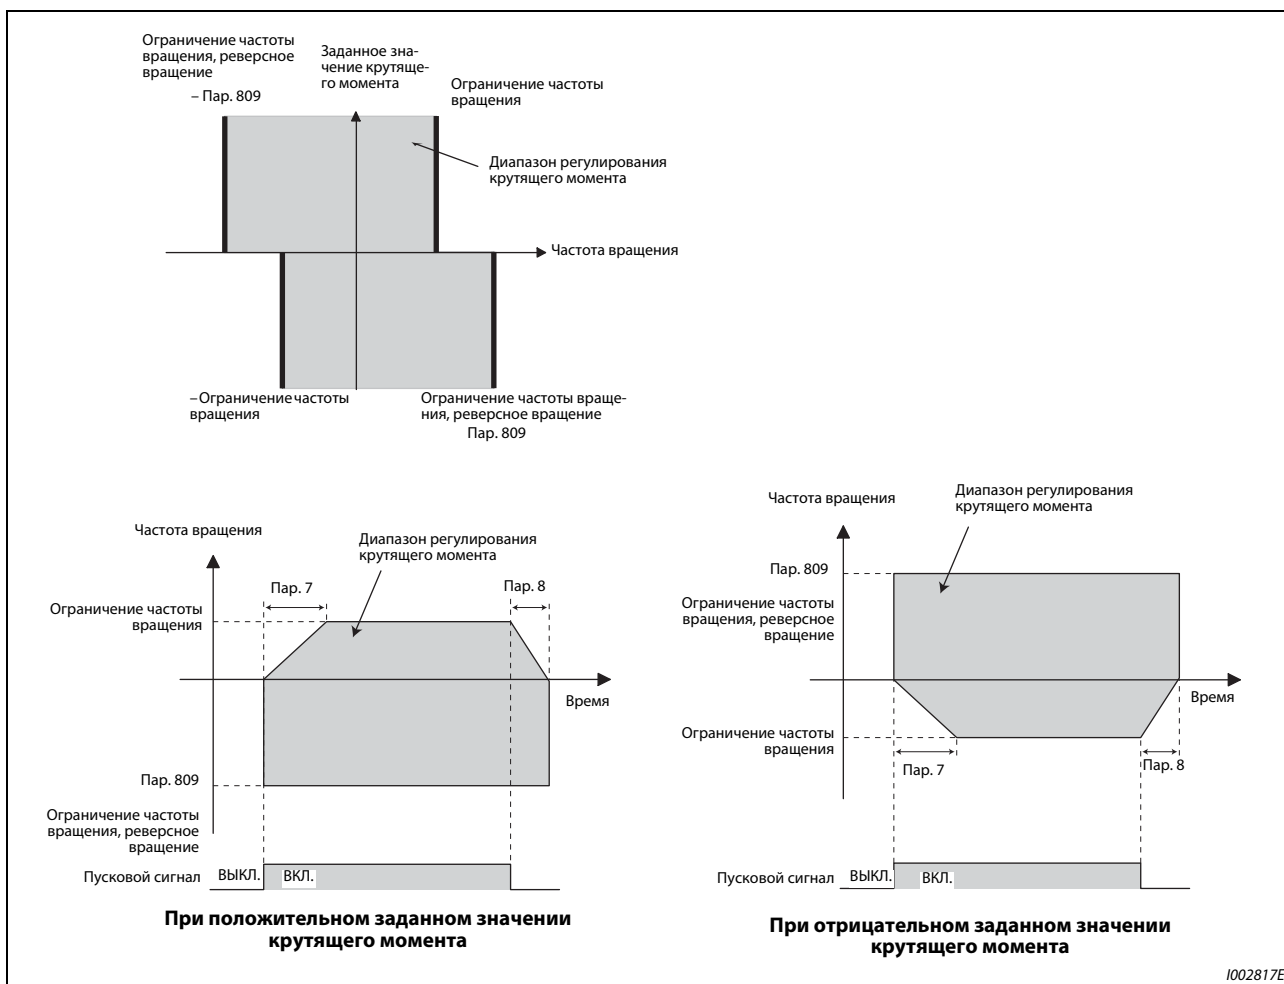 Ограничение частоты
вращения, реверсное
вращение
– Пар. 809
Заданное зна-
чение крутяще-
го момента
Ограничение частоты
вращения
Диапазон регулирования
крутящего момента
Частота вращения
– Ограничение частоты
вращения
Ограничение частоты враще-
ния, реверсное вращение
Пар. 809
Частота вращения
Диапазон регулирования
крутящего момента
Пар. 7
Пар. 8
Ограничение частоты
вращения
Время
Пар. 809
Ограничение частоты
вращения, реверсное
вращение
Пусковой сигнал
ВЫКЛ.
ВКЛ.
При положительном заданном значении
крутящего момента
Частота вращения
Диапазон регулирования
крутящего момента
Пар. 809
Ограничение частоты
вращения, реверсное
вращение
Время
Ограничение частоты
вращения
Пар. 7
Пар. 8
Пусковой сигнал
ВЫКЛ.
ВКЛ.
При отрицательном заданном значении
крутящего момента
I002817E